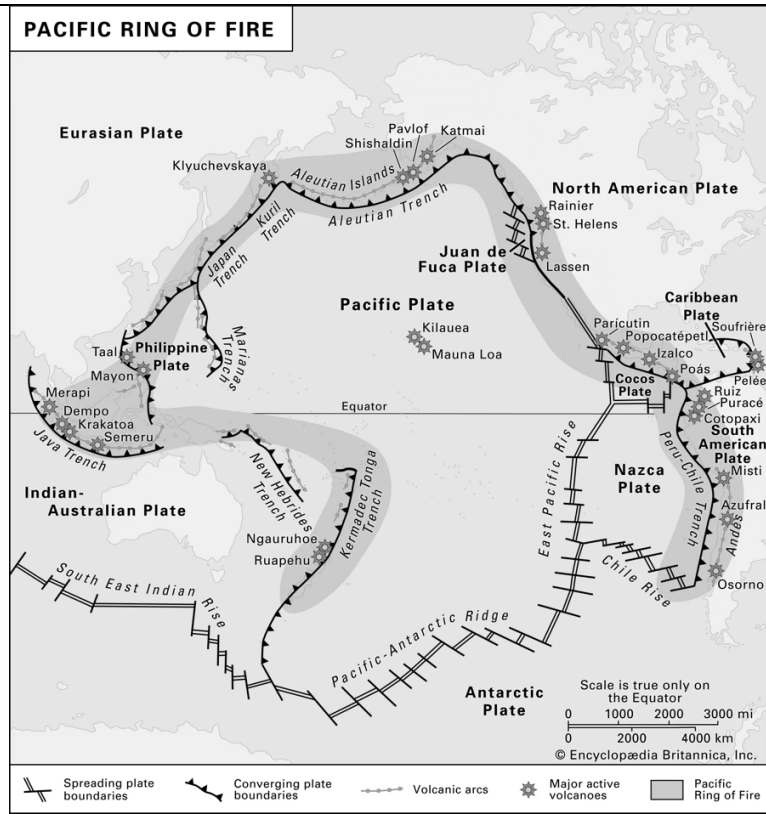 PACIFIC RING OF FIRE
Eurasian Plate
Pavlof
Katmai
Shishaldin
Klyuchevskaya
Aleutian Islands
Aleutian Trench
Kuril
Trench
Japan
Trench
North American Plate
Rainier
St. Helens
Juan de
Fuca Plate
Lassen
Pacific Plate
Caribbean
Plate
Soufrière
Kilauea
Mauna Loa
Parícutin
Popocatépetl
Izalco
Poás
Pelée
Taal
Philippine
Plate
Marianas
Trench
Mayon
Merapi
Dempo
Krakatoa
Semeru
Java Trench
Equator
Cocos
Plate
Ruiz
Puracé
Cotopaxi
South
American
Plate
Misti
Nazca
Plate
Peru-Chile Trench
Azufral
Andes
Osorno
Indian-
Australian Plate
New Hebrides
Trench
Kermadec Tonga
Trench
Ngauruhoe
Ruapehu
East Pacific Rise
Chile Rise
South East Indian
Rise
Pacific-Antarctic Ridge
Antarctic
Plate
Scale is true only on
the Equator
0 1000 2000 3000 mi
0 2000 4000 km
© Encyclopædia Britannica, Inc.
Spreading plate
boundaries
Converging plate
boundaries
Volcanic arcs
Major active
volcanoes
Pacific
Ring of Fire